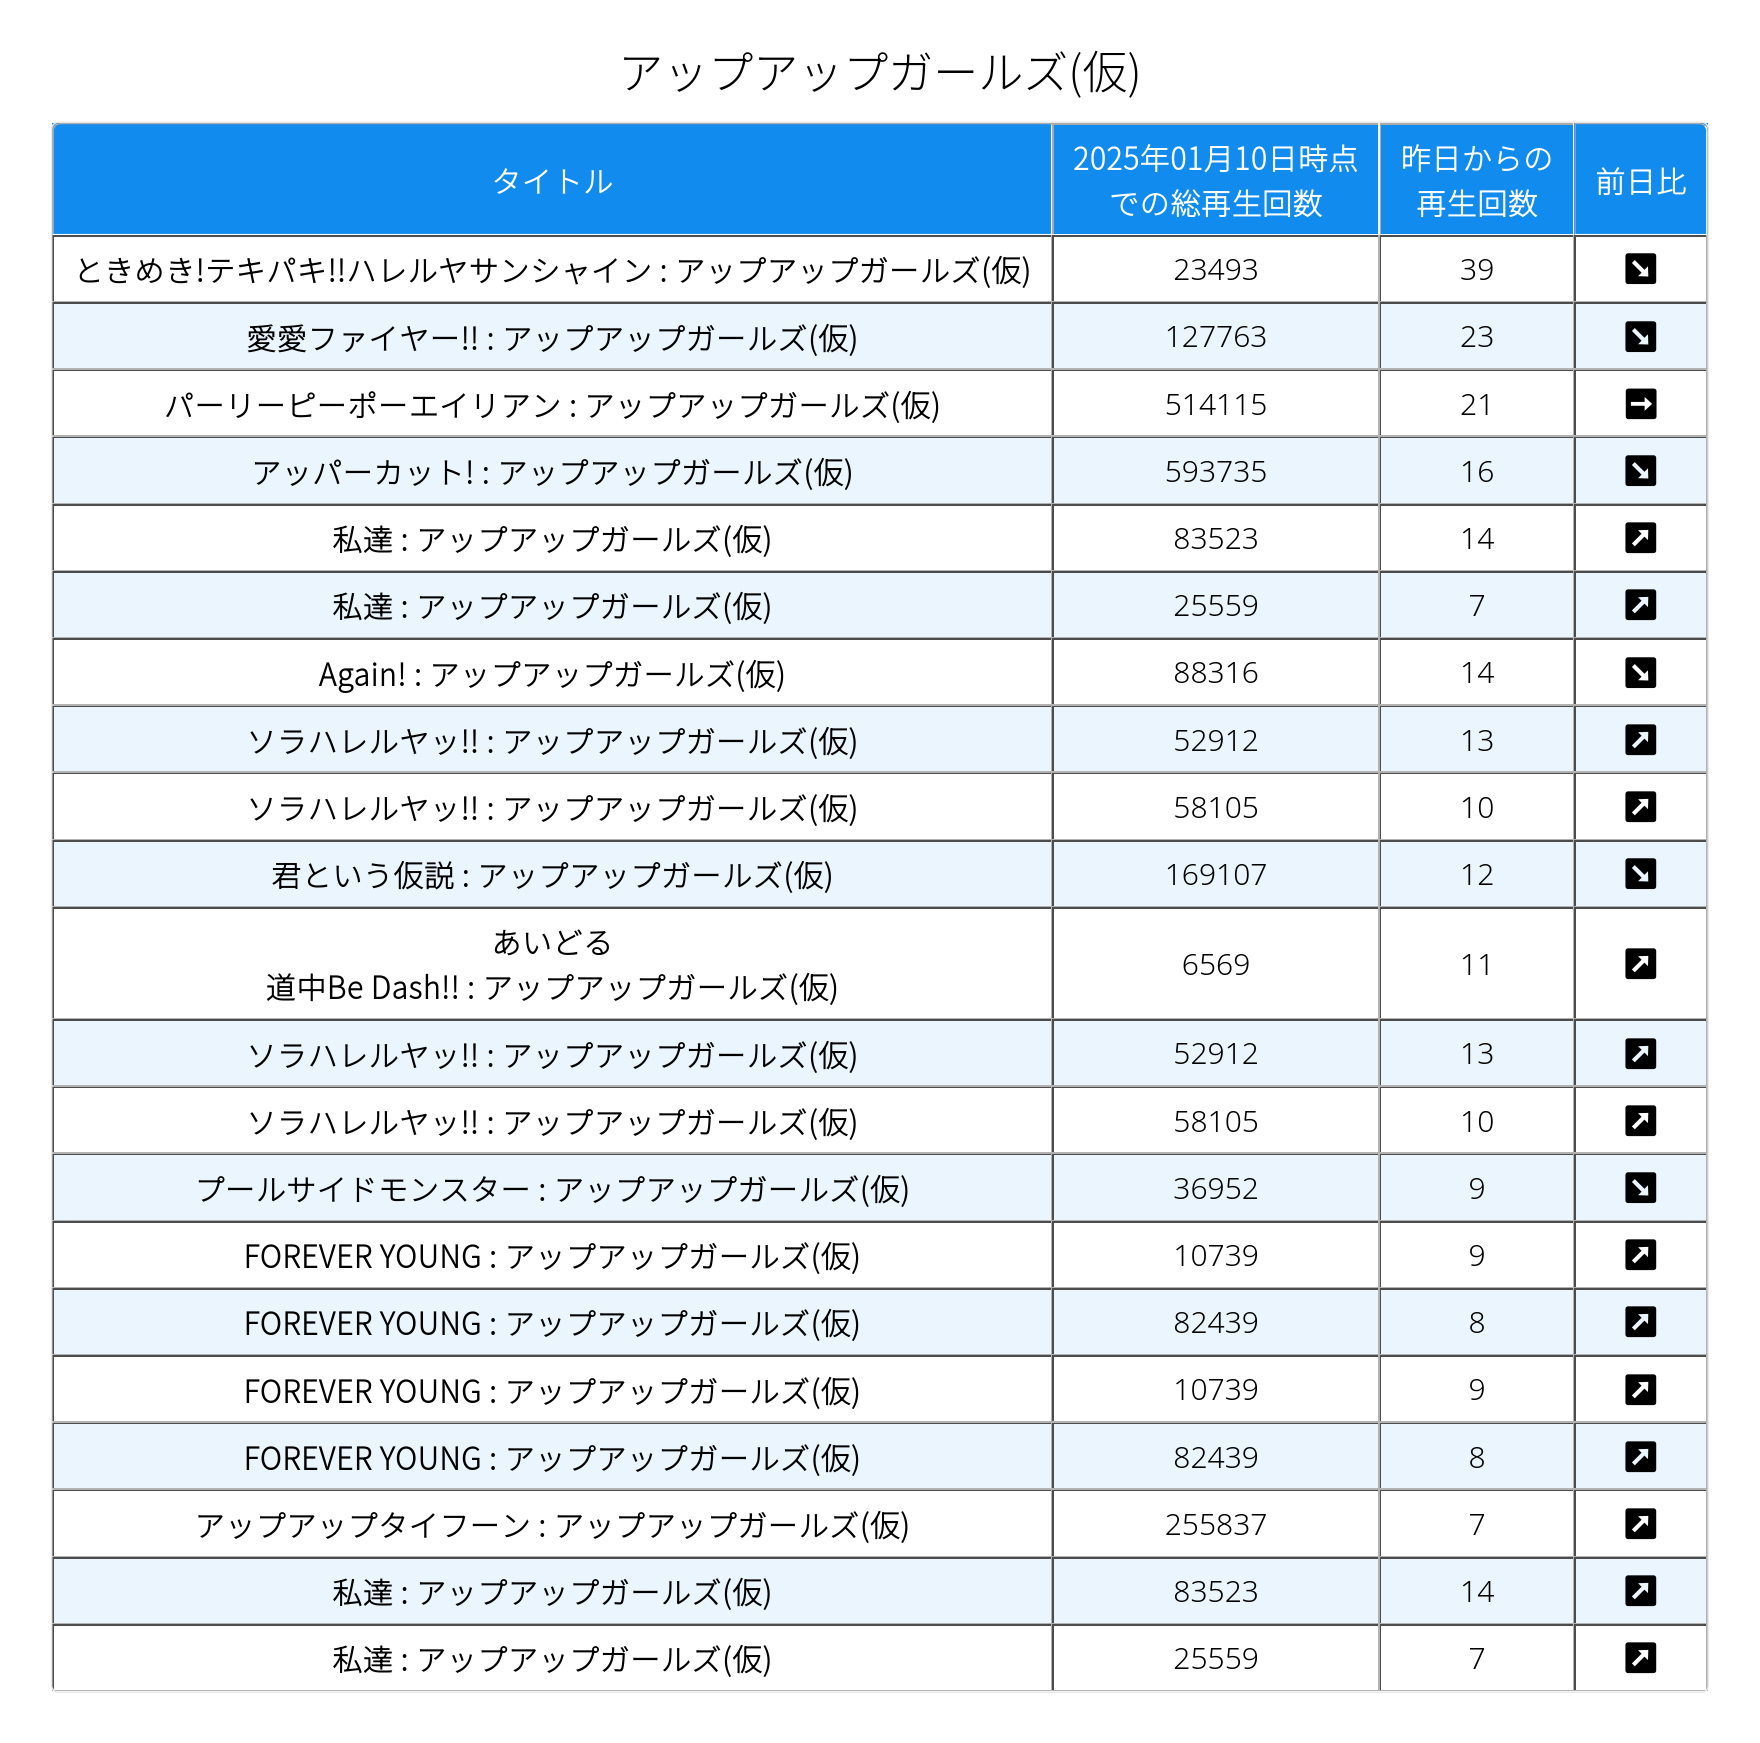 アップアップガールズ(仮)
タイトル 2025年01月10日時点での総再生回数 昨日からの再生回数 前日比
ときめき!テキパキ!!ハレルヤサンシャイン : アップアップガールズ(仮) 23493 39 ↘
愛愛ファイヤー!! : アップアップガールズ(仮) 127763 23 ↘
パーリーピーポーエイリアン : アップアップガールズ(仮) 514115 21 →
アッパーカット! : アップアップガールズ(仮) 593735 16 ↘
私達 : アップアップガールズ(仮) 83523 14 ↗
私達 : アップアップガールズ(仮) 25559 7 ↗
Again! : アップアップガールズ(仮) 88316 14 ↘
ソラハレルヤッ!! : アップアップガールズ(仮) 52912 13 ↗
ソラハレルヤッ!! : アップアップガールズ(仮) 58105 10 ↗
君という仮説 : アップアップガールズ(仮) 169107 12 ↘
あいどる
道中Be Dash!! : アップアップガールズ(仮) 6569 11 ↗
ソラハレルヤッ!! : アップアップガールズ(仮) 52912 13 ↗
ソラハレルヤッ!! : アップアップガールズ(仮) 58105 10 ↗
プールサイドモンスター : アップアップガールズ(仮) 36952 9 ↘
FOREVER YOUNG : アップアップガールズ(仮) 10739 9 ↗
FOREVER YOUNG : アップアップガールズ(仮) 82439 8 ↗
FOREVER YOUNG : アップアップガールズ(仮) 10739 9 ↗
FOREVER YOUNG : アップアップガールズ(仮) 82439 8 ↗
アップアップタイフーン : アップアップガールズ(仮) 255837 7 ↗
私達 : アップアップガールズ(仮) 83523 14 ↗
私達 : アップアップガールズ(仮) 25559 7 ↗